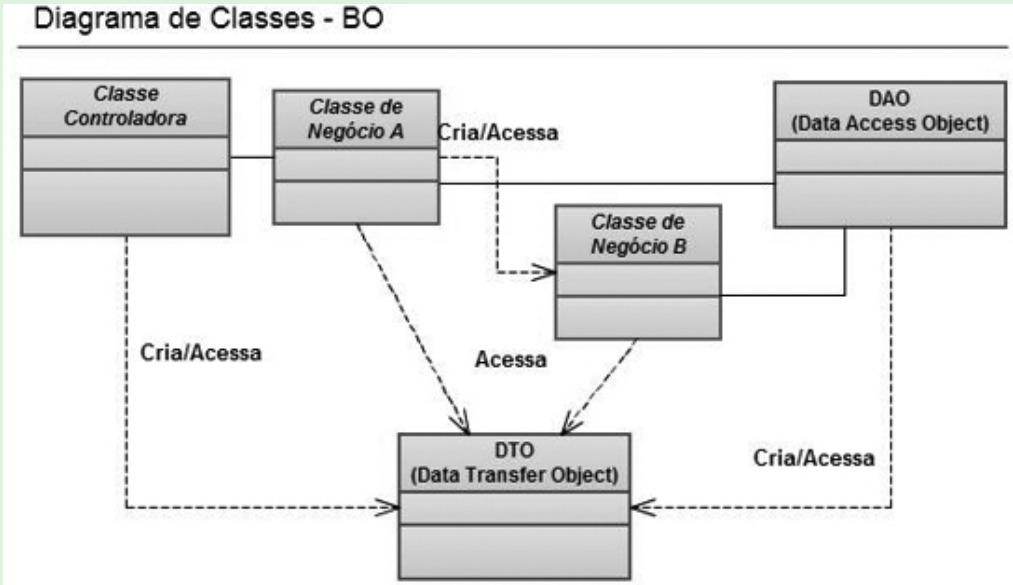 Diagrama de Classes - BO
Classe
Controladora
Classe de
Negócio A
Cria/Acessa
DAO
(Data Access Object)
Classe de
Negócio B
Cria/Acessa
Acessa
DTO
(Data Transfer Object)
Cria/Acessa